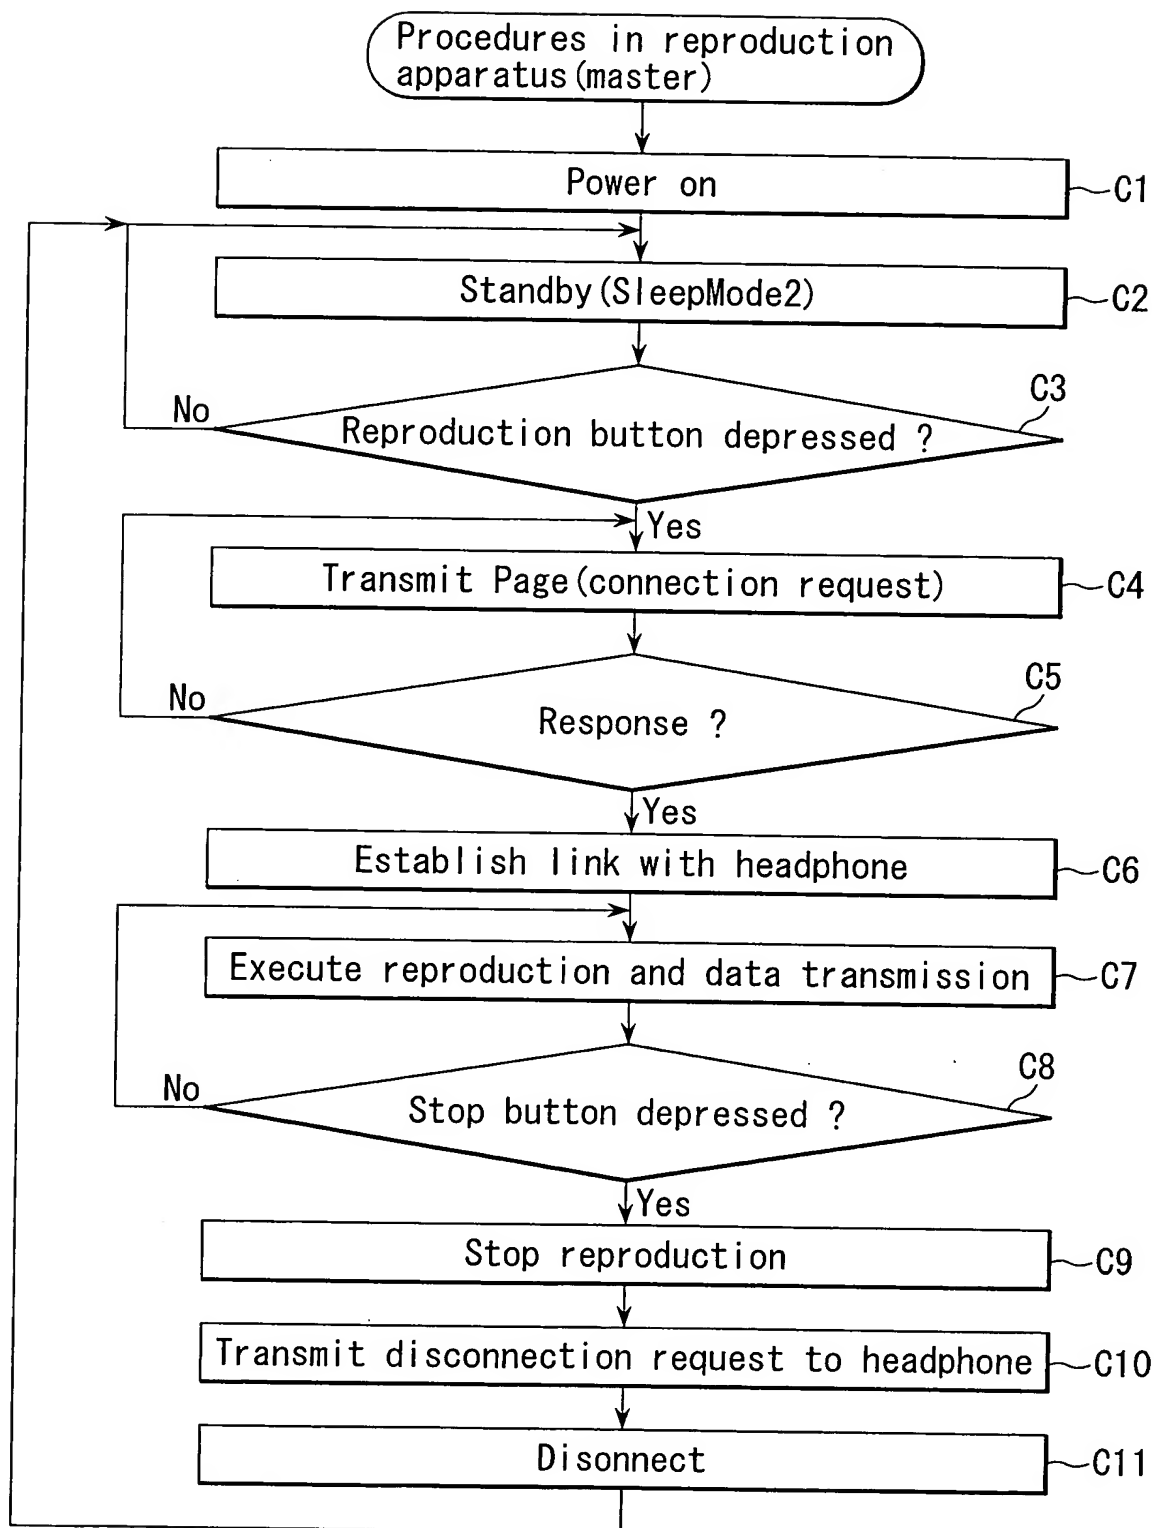 Procedures in reproduction
apparatus(master)
Power on
C1
Standby(SleepMode2)
C2
C3
No
Reproduction button depressed ?
Yes
Transmit Page(connection request)
C4
C5
No
Response ?
Yes
Establish link with headphone
C6
Execute reproduction and data transmission
C7
C8
No
Stop button depressed ?
Yes
Stop reproduction
C9
Transmit disconnection request to headphone
C10
Disonnect
C11